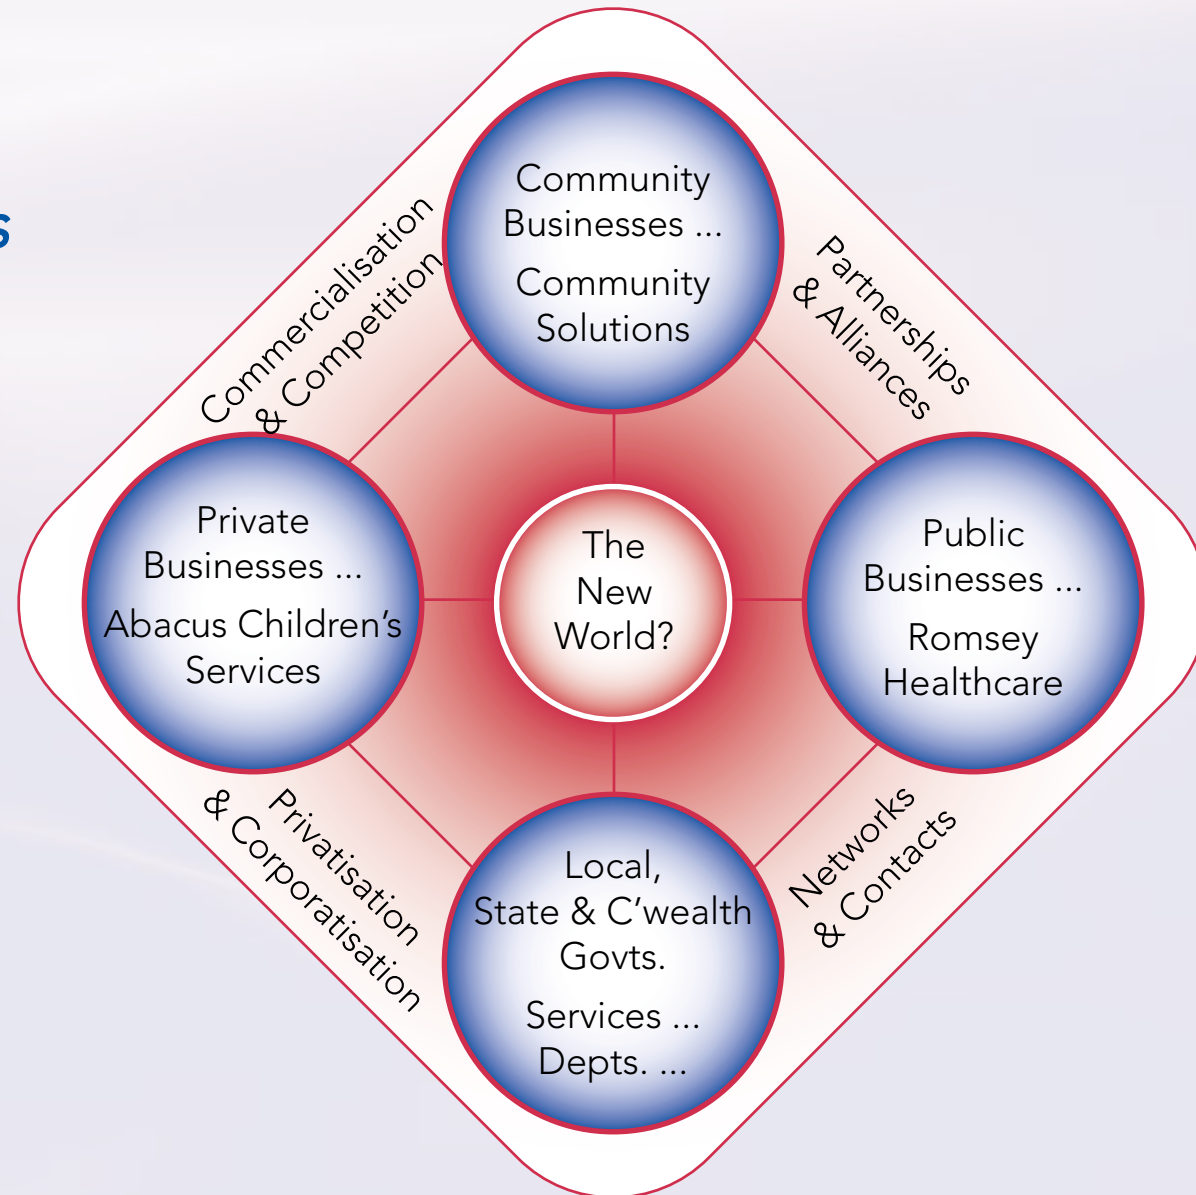 s
Community
Businesses ...
Community
Solutions
Commercialisation
& Competition
Partnerships
& Alliances
Private
Businesses ...
Abacus Children’s
Services
The
New
World?
Public
Businesses ...
Romsey
Healthcare
Privatisation
& Corporatisation
Networks
& Contacts
Local,
State & C’wealth
Govts.
Services ...
Depts. ...